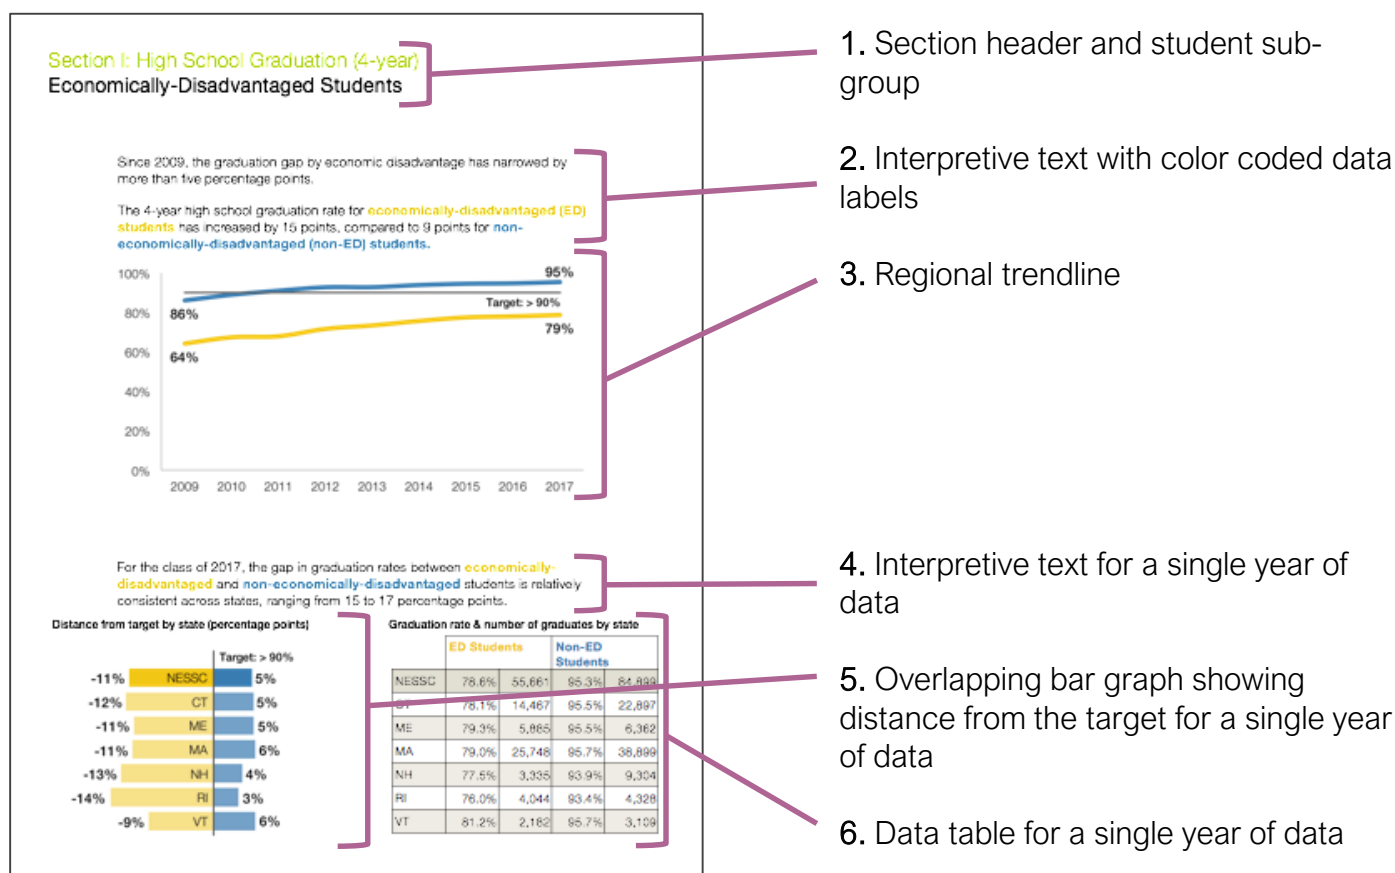 Section I: High School Graduation (4-year)
Economically-Disadvantaged Students
Since 2009, the graduation gap by economic disadvantage has narrowed by
more than five percentage points.
The 4-year high school graduation rate for economically-disadvantaged (ED)
students has increased by 15 points, compared to 9 points for non-
economically-disadvantaged (non-ED) students.
100%
80%
60%
40%
20%
0%
95%
Target: > 90%
86%
79%
64%
2009 2010 2011 2012 2013 2014 2015 2016 2017
For the class of 2017, the gap in graduation rates between economically-
disadvantaged and non-economically-disadvantaged students is relatively
consistent across states, ranging from 15 to 17 percentage points.
Distance from target by state (percentage points)
Target: > 90%
-11% NESSC 5%
-12% CT 5%
-11% ME 5%
-11% MA 6%
-13% NH 4%
-14% RI 3%
-9% VT 6%
Graduation rate & number of graduates by state
ED Students Non-ED
Students
NESSC 78.6% 55,661 95.3% 84,899
CT 78.1% 14,467 95.5% 22,897
ME 79.3% 5,885 95.5% 6,362
MA 79.0% 25,748 95.7% 38,899
NH 77.5% 3,335 93.9% 9,304
RI 76.0% 4,044 93.4% 4,328
VT 81.2% 2,182 95.7% 3,109
1. Section header and student sub-
group
2. Interpretive text with color coded data
labels
3. Regional trendline
4. Interpretive text for a single year of
data
5. Overlapping bar graph showing
distance from the target for a single year
of data
6. Data table for a single year of data